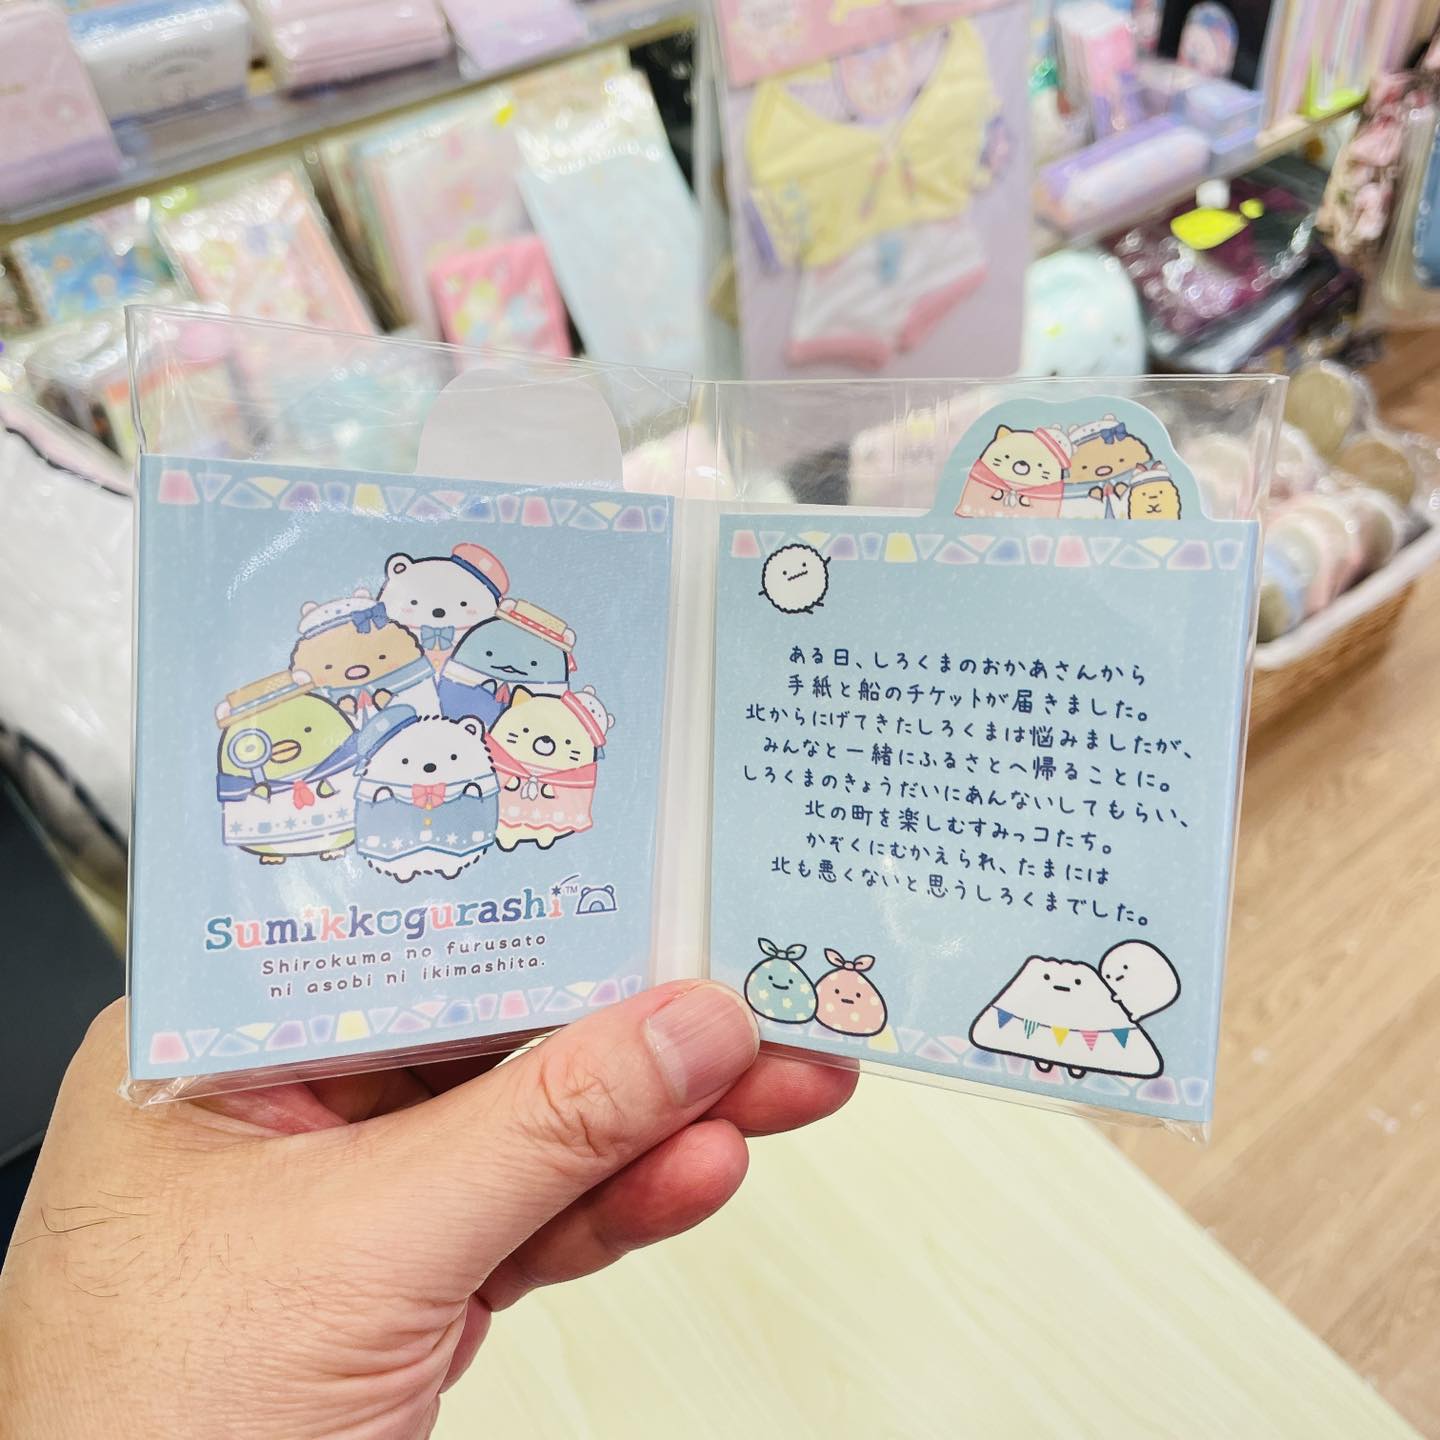 Sumikkogurashi™
Shirokuma no furusato
ni asobi ni ikimashita.
ある日、しろくまのおかあさんから
手紙と船のチケットが届きました。
北からにげてきたしろくまは悩みましたが、
みんなと一緒にふるさとへ帰ることに。
しろくまのきょうだいにあんないしてもらい、
北の町を楽しむすみっコたち。
かぞくにむかえられ、たまには
北も悪くないと思うしろくまでした。